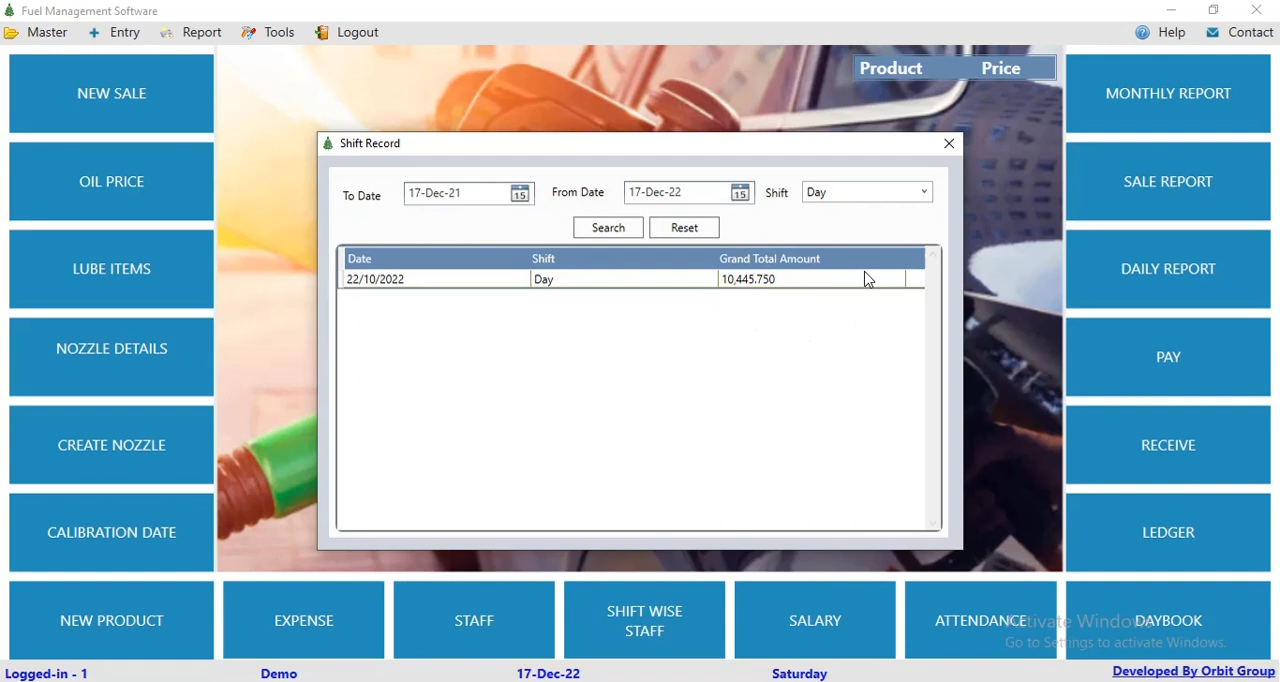 Fuel Management Software
Master Entry Report Tools Logout Help Contact
NEW SALE
OIL PRICE
LUBE ITEMS
NOZZLE DETAILS
CREATE NOZZLE
CALIBRATION DATE
NEW PRODUCT
Product Price
Shift Record
To Date 17-Dec-21 15 From Date 17-Dec-22 15 Shift Day
Search Reset
Date Shift Grand Total Amount
22/10/2022 Day 10,445.750
MONTHLY REPORT
SALE REPORT
DAILY REPORT
PAY
RECEIVE
LEDGER
EXPENSE
STAFF
SHIFT WISE
STAFF
SALARY
ATTENDANCE
DAYBOOK
Activate Windows
Go to Settings to activate Windows.
Logged-in - 1 Demo 17-Dec-22 Saturday Developed By Orbit Group